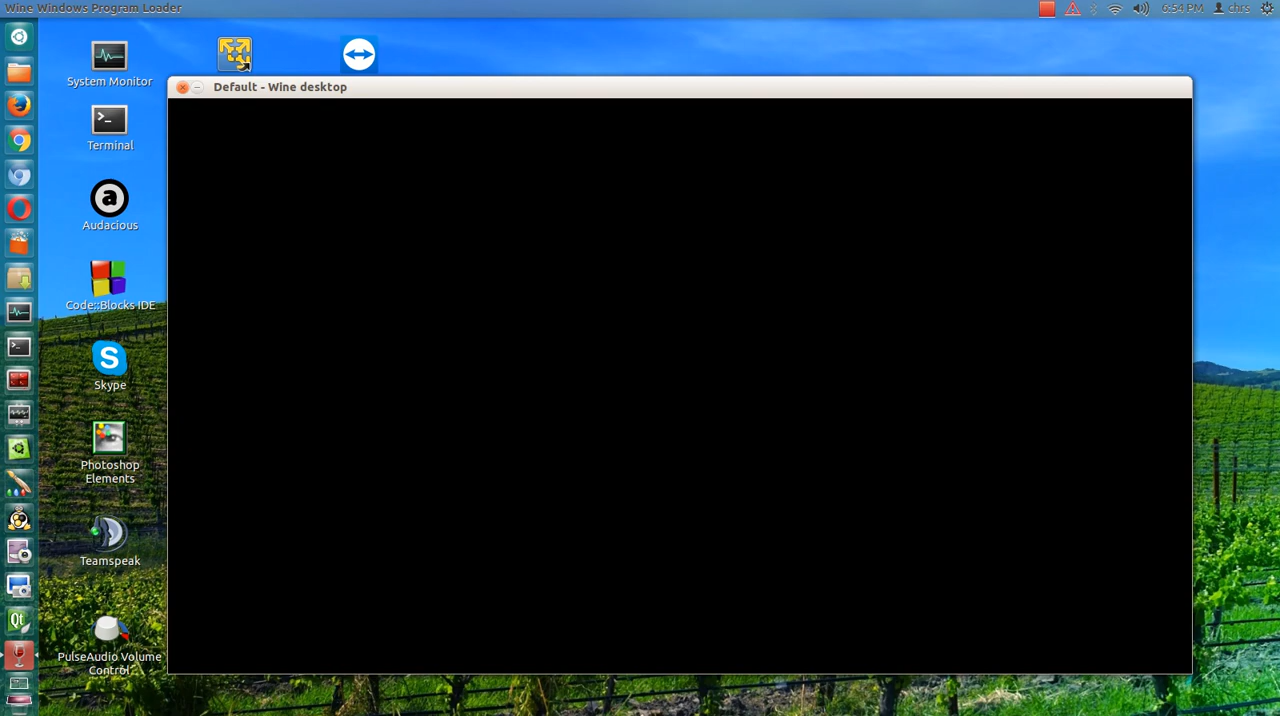 Wine Windows Program Loader
6:54 PM
chrs
System Monitor
Terminal
Audacious
Code::Blocks IDE
Skype
Photoshop
Elements
Teamspeak
PulseAudio Volume
Control
Default - Wine desktop